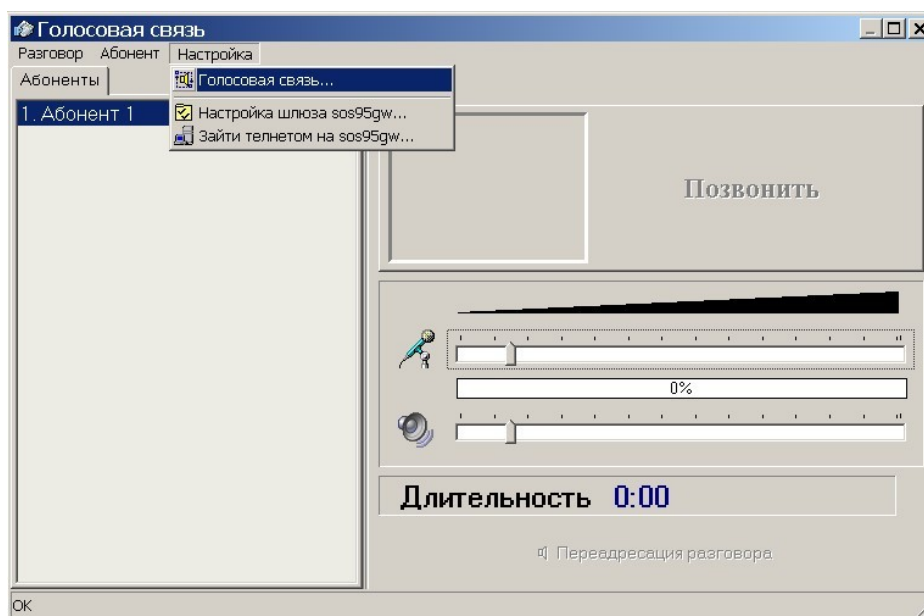 Голосовая связь
Разговор Абонент Настройка
Абоненты
Голосовая связь...
1. Абонент 1
Настройка шлюза sos95gw...
Зайти телнетом на sos95gw...
Позвонить
0%
Длительность 0:00
Переадресация разговора
OK